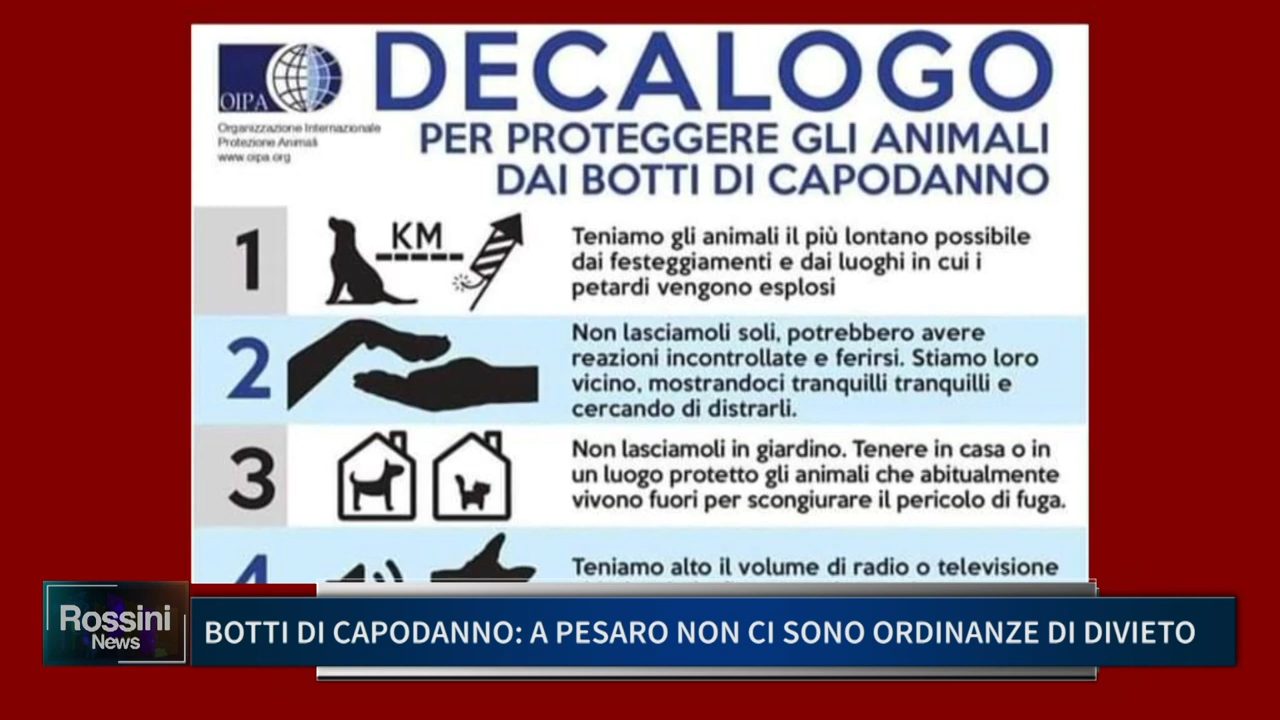 OIPA
Organizzazione Internazionale
Protezione Animali
www.oipa.org
DECALOGO
PER PROTEGGERE GLI ANIMALI
DAI BOTTI DI CAPODANNO
1
KM
Teniamo gli animali il più lontano possibile
dai festeggiamenti e dai luoghi in cui i
petardi vengono esplosi
2
Non lasciamoli soli, potrebbero avere
reazioni incontrollate e ferirsi. Stiamo loro
vicino, mostrandoci tranquilli tranquilli e
cercando di distrarli.
3
Non lasciamoli in giardino. Tenere in casa o in
un luogo protetto gli animali che abitualmente
vivono fuori per scongiurare il pericolo di fuga.
4
Teniamo alto il volume di radio o televisione
Rossini
News
BOTTI DI CAPODANNO: A PESARO NON CI SONO ORDINANZE DI DIVIETO